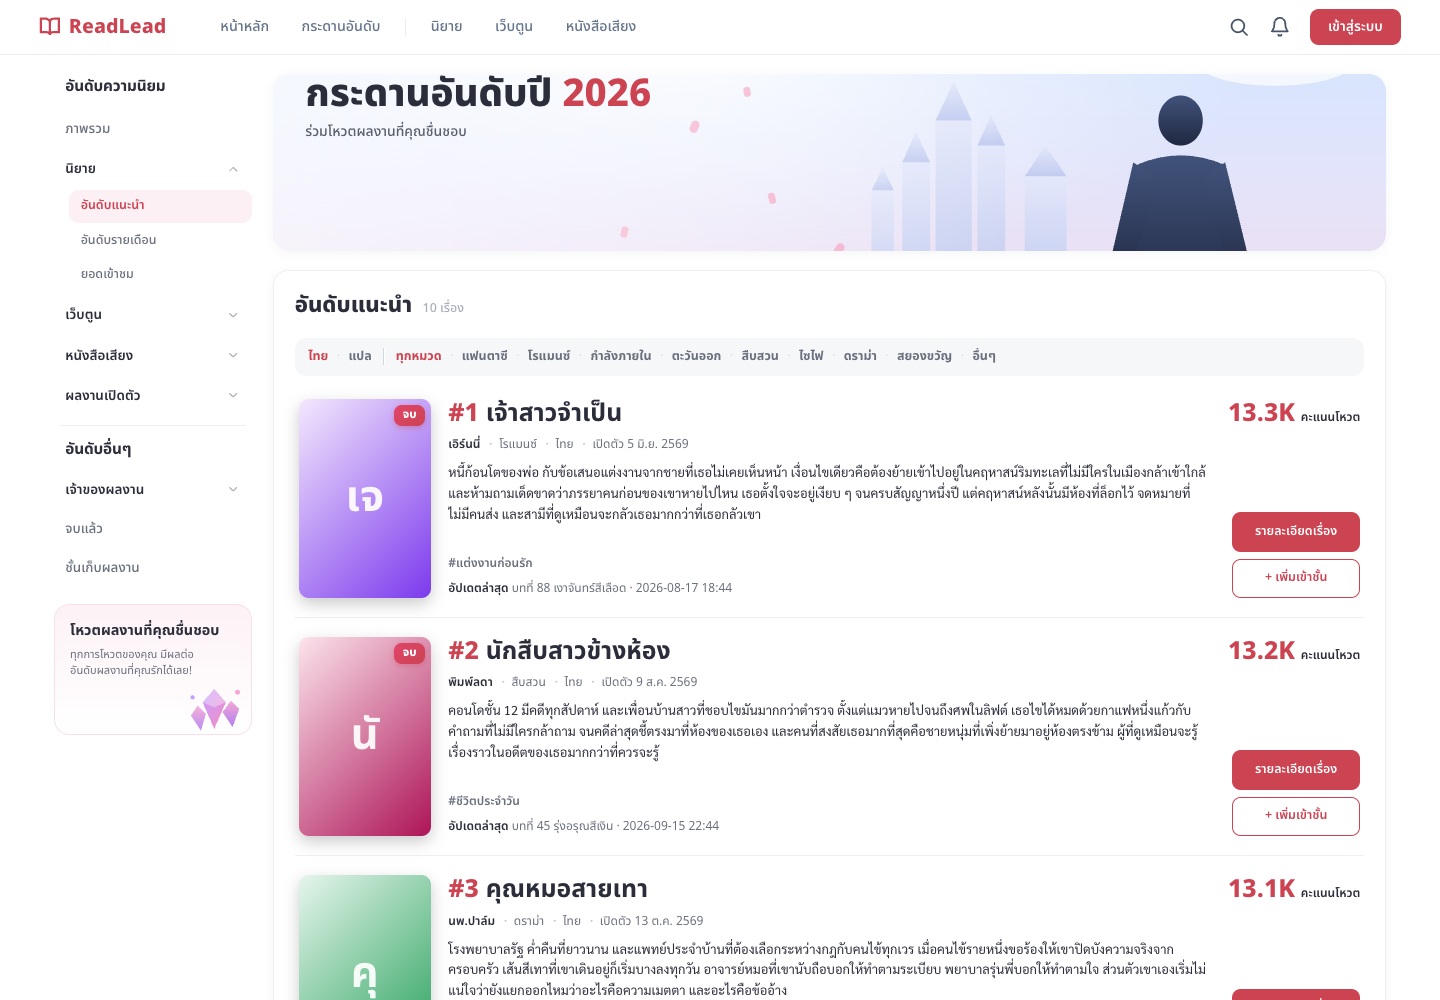 ReadLead
หน้าหลัก
กระดานอันดับ
นิยาย
เว็บตูน
หนังสือเสียง
เข้าสู่ระบบ
อันดับความนิยม
ภาพรวม
นิยาย
อันดับแนะนำ
อันดับรายเดือน
ยอดเข้าชม
เว็บตูน
หนังสือเสียง
ผลงานเปิดตัว
อันดับอื่นๆ
เจ้าของผลงาน
จบแล้ว
ชั้นเก็บผลงาน
โหวตผลงานที่คุณชื่นชอบ
ทุกการโหวตของคุณ มีผลต่อ
อันดับผลงานที่คุณรักได้เลย!
กระดานอันดับปี 2026
ร่วมโหวตผลงานที่คุณชื่นชอบ
อันดับแนะนำ 10 เรื่อง
ไทย · แปล | ทุกหมวด · แฟนตาซี · โรแมนซ์ · กำลังภายใน · ตะวันออก · สืบสวน · ไซไฟ · ดราม่า · สยองขวัญ · อื่นๆ
จบ
เจ
#1 เจ้าสาวจำเป็น
13.3K คะแนนโหวต
เอิร์นนี่ · โรแมนซ์ · ไทย · เปิดตัว 5 มิ.ย. 2569
หนี้ก้อนโตของพ่อ กับข้อเสนอแต่งงานจากชายที่เธอไม่เคยเห็นหน้า เงื่อนไขเดียวคือต้องย้ายเข้าไปอยู่ในคฤหาสน์ริมทะเลที่ไม่มีใครในเมืองกล้าเข้าใกล้
และห้ามถามเด็ดขาดว่าภรรยาคนก่อนของเขาหายไปไหน เธอตั้งใจจะอยู่เงียบ ๆ จนครบสัญญาหนึ่งปี แต่คฤหาสน์หลังนั้นมีห้องที่ล็อกไว้ จดหมายที่
ไม่มีคนส่ง และสามีที่ดูเหมือนจะกลัวเธอมากกว่าที่เธอกลัวเขา
#แต่งงานก่อนรัก
อัปเดตล่าสุด บทที่ 88 เงาจันทร์สีเลือด · 2026-08-17 18:44
รายละเอียดเรื่อง
+ เพิ่มเข้าชั้น
จบ
นั
#2 นักสืบสาวข้างห้อง
13.2K คะแนนโหวต
พิมพ์ลดา · สืบสวน · ไทย · เปิดตัว 9 ส.ค. 2569
คอนโดชั้น 12 มีคดีทุกสัปดาห์ และเพื่อนบ้านสาวที่ชอบไขมันมากกว่าตำรวจ ตั้งแต่แมวหายไปจนถึงศพในลิฟต์ เธอไขได้หมดด้วยกาแฟหนึ่งแก้วกับ
คำถามที่ไม่มีใครกล้าถาม จนคดีล่าสุดชี้ตรงมาที่ห้องของเธอเอง และคนที่สงสัยเธอมากที่สุดคือชายหนุ่มที่เพิ่งย้ายมาอยู่ห้องตรงข้าม ผู้ที่ดูเหมือนจะรู้
เรื่องราวในอดีตของเธอมากกว่าที่ควรจะรู้
#ชีวิตประจำวัน
อัปเดตล่าสุด บทที่ 45 รุ่งอรุณสีเงิน · 2026-09-15 22:44
รายละเอียดเรื่อง
+ เพิ่มเข้าชั้น
คุ
#3 คุณหมอสายเทา
13.1K คะแนนโหวต
นพ.ปาล์ม · ดราม่า · ไทย · เปิดตัว 13 ต.ค. 2569
โรงพยาบาลรัฐ ค่ำคืนที่ยาวนาน และแพทย์ประจำบ้านที่ต้องเลือกระหว่างกฎกับคนไข้ทุกเวร เมื่อคนไข้รายหนึ่งขอร้องให้เขาปิดบังความจริงจาก
ครอบครัว เส้นสีเทาที่เขาเดินอยู่ก็เริ่มบางลงทุกวัน อาจารย์หมอที่เขานับถือบอกให้ทำตามระเบียบ พยาบาลรุ่นพี่บอกให้ทำตามใจ ส่วนตัวเขาเองเริ่มไม่
แน่ใจว่ายังแยกออกไหมว่าอะไรคือความเมตตา และอะไรคือข้ออ้าง